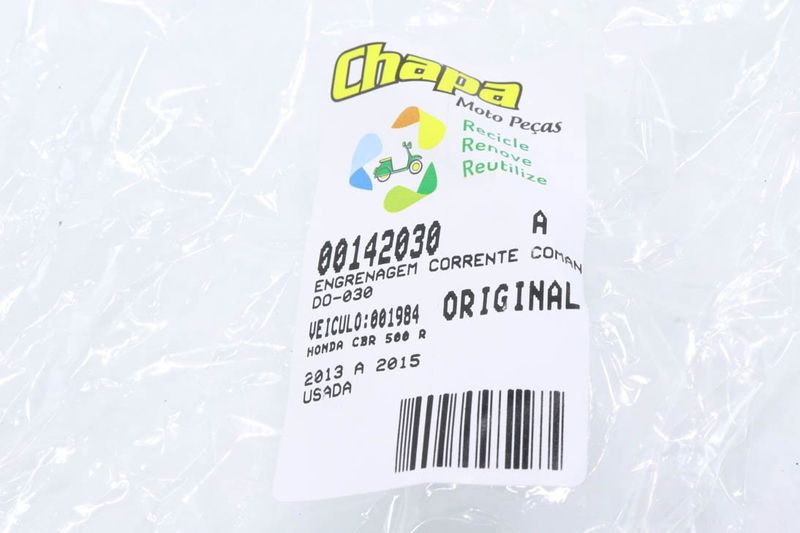 Chapa
Moto Peças
Recicle
Renove
Reutilize
00142030 A
ENGRENAGEM CORRENTE COMAN
DO-030
VEICULO:001984 ORIGINAL
HONDA CBR 500 R
2013 A 2015
USADA